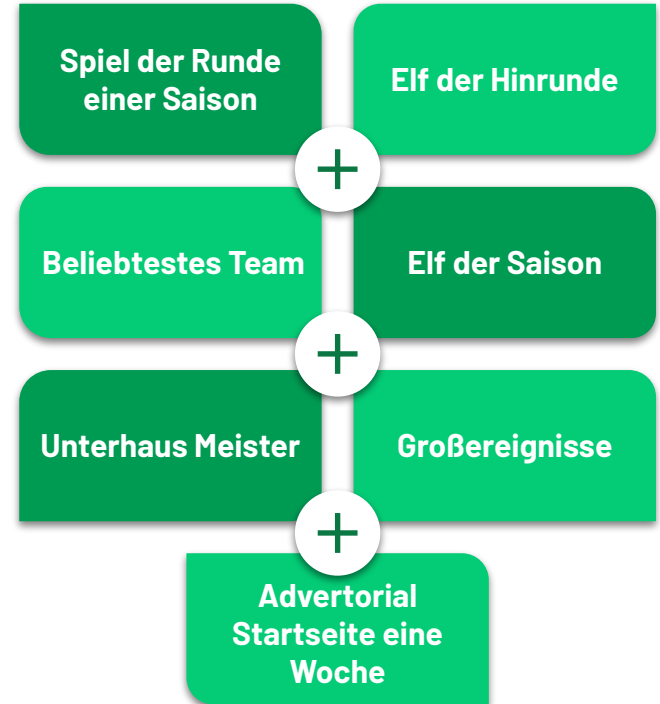 Spiel der Runde
einer Saison
Elf der Hinrunde
Beliebtestes Team
Elf der Saison
Unterhaus Meister
Großereignisse
Advertorial
Startseite eine
Woche